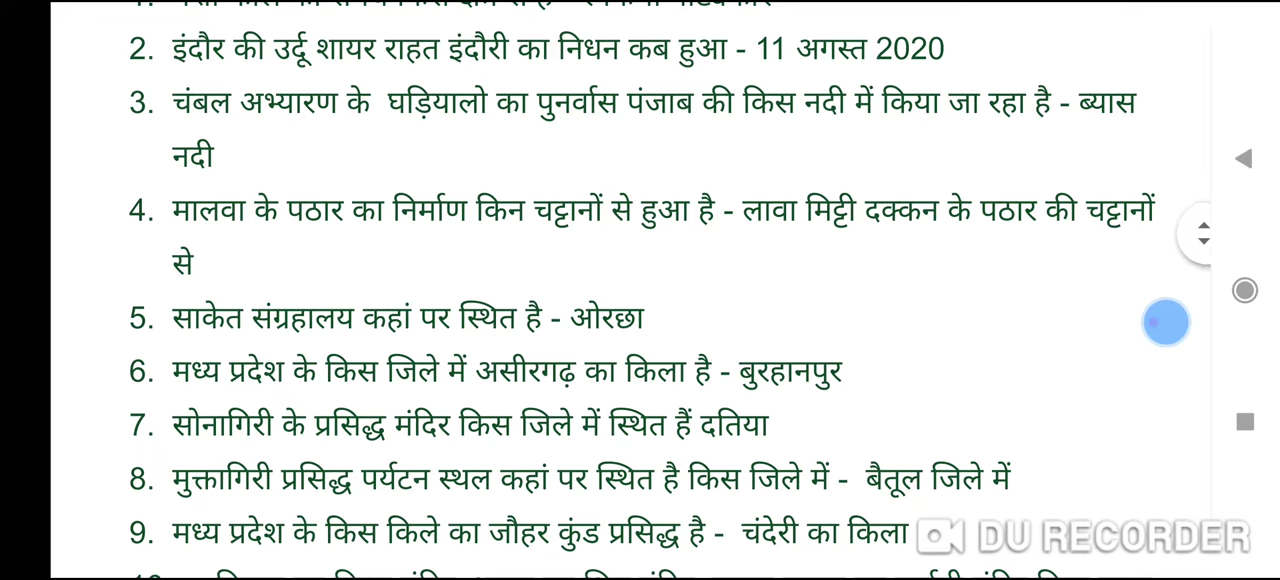 2. इंदौर की उर्दू शायर राहत इंदौरी का निधन कब हुआ - 11 अगस्त 2020
3. चंबल अभ्यारण के घड़ियालो का पुनर्वास पंजाब की किस नदी में किया जा रहा है - ब्यास
नदी
4. मालवा के पठार का निर्माण किन चट्टानों से हुआ है - लावा मिट्टी दक्कन के पठार की चट्टानों
से
5. साकेत संग्रहालय कहां पर स्थित है - ओरछा
6. मध्य प्रदेश के किस जिले में असीरगढ़ का किला है - बुरहानपुर
7. सोनागिरी के प्रसिद्ध मंदिर किस जिले में स्थित हैं दतिया
8. मुक्तागिरी प्रसिद्ध पर्यटन स्थल कहां पर स्थित है किस जिले में - बैतूल जिले में
9. मध्य प्रदेश के किस किले का जौहर कुंड प्रसिद्ध है - चंदेरी का किला
DU RECORDER